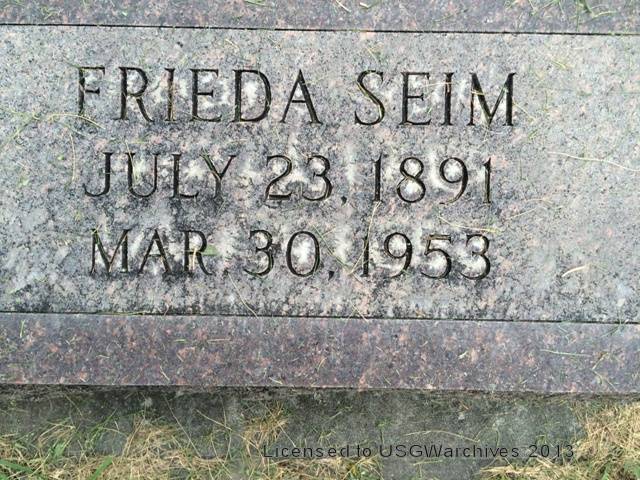 FRIEDA SEIM
JULY 23, 1891
MAR. 30, 1953
Licensed to USGWarchives 2013